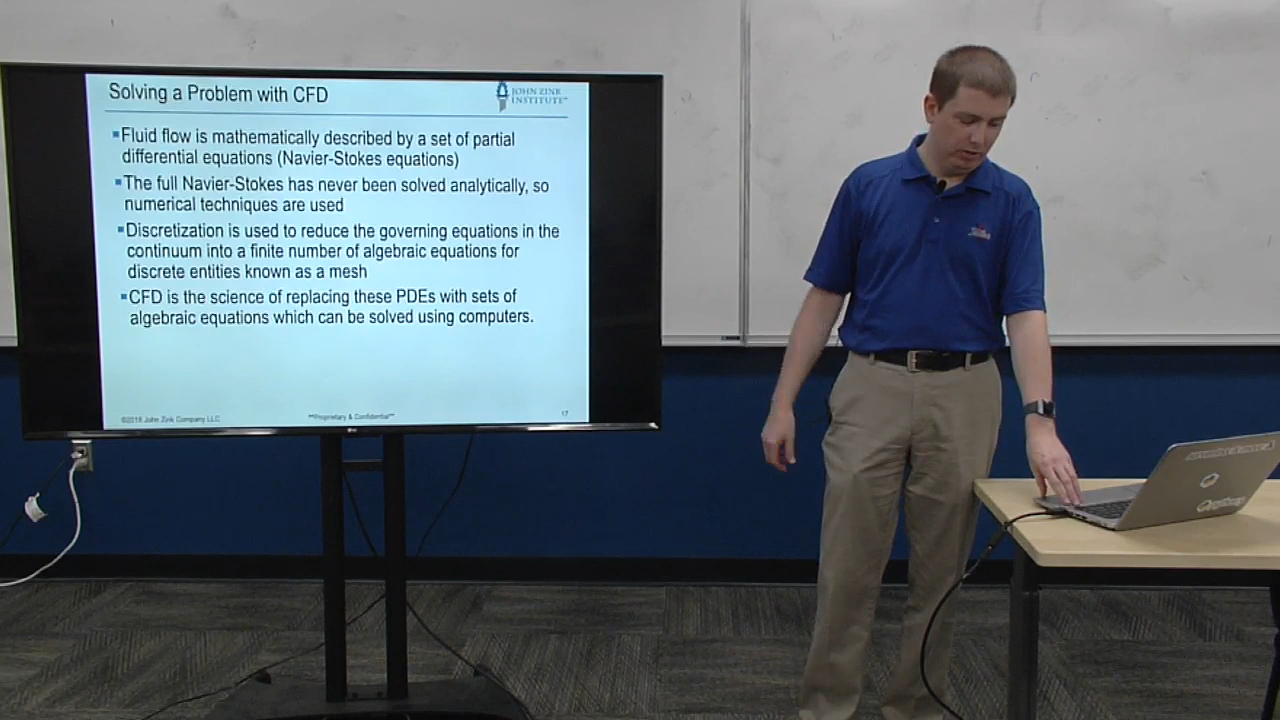 Solving a Problem with CFD
JOHN ZINK
INSTITUTE
▪Fluid flow is mathematically described by a set of partial
differential equations (Navier-Stokes equations)
▪The full Navier-Stokes has never been solved analytically, so
numerical techniques are used
▪Discretization is used to reduce the governing equations in the
continuum into a finite number of algebraic equations for
discrete entities known as a mesh
▪CFD is the science of replacing these PDEs with sets of
algebraic equations which can be solved using computers.
©2018 John Zink Company LLC
**Proprietary & Confidential**
17
LG